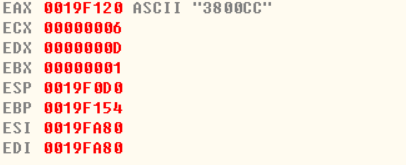 EAX 0019F120 ASCII "3800CC"
ECX 00000006
EDX 0000000D
EBX 00000001
ESP 0019F0D0
EBP 0019F154
ESI 0019FA80
EDI 0019FA80